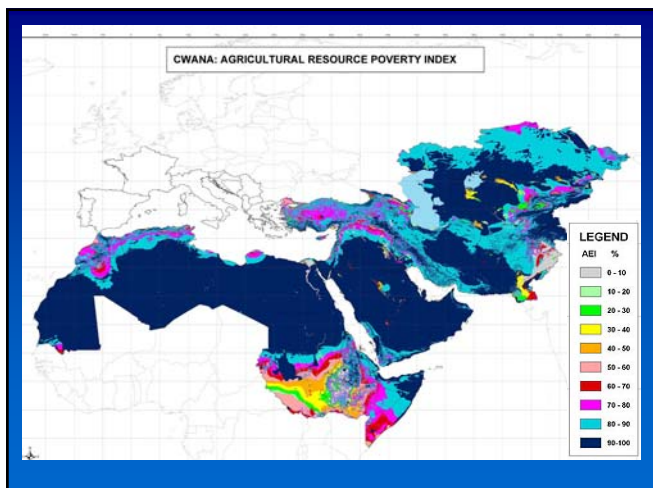 CWANA: AGRICULTURAL RESOURCE POVERTY INDEX
LEGEND
AEI %
0 - 10
10 - 20
20 - 30
30 - 40
40 - 50
50 - 60
60 - 70
70 - 80
80 - 90
90-100